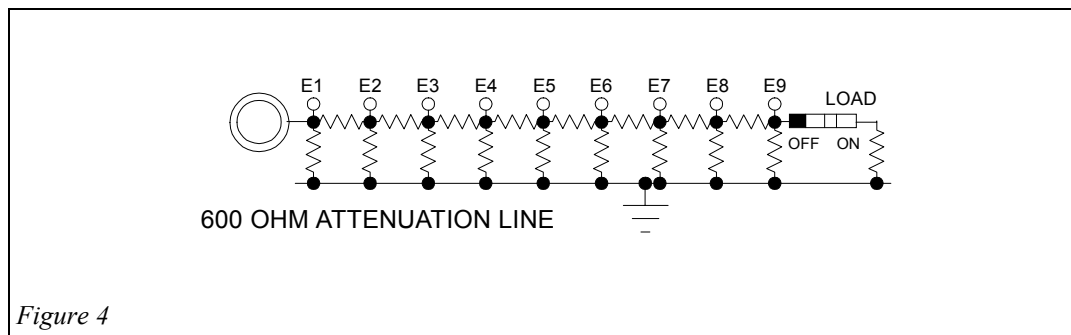 E1 E2 E3 E4 E5 E6 E7 E8 E9
LOAD
OFF ON
600 OHM ATTENUATION LINE
Figure 4